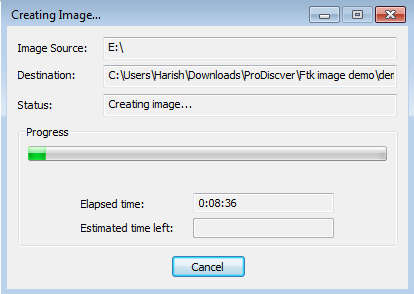 Creating Image...
Image Source: E:\
Destination: C:\Users\Harish\Downloads\ProDiscver\Ftk image demo\der
Status: Creating image...
Progress
Elapsed time: 0:08:36
Estimated time left:
Cancel